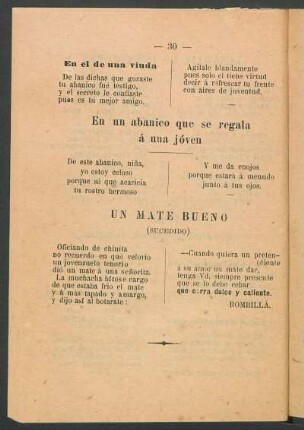 — 30 —
En el de una viuda
De las dichas que gozaste
tu abanico fué testigo,
y el secreto le confiaste
pues es tu mejor amigo.
Agítale blandamente
pues solo el tiene virtud
decir á refrescar tu frente
con aires de juventud.
En un abanico que se regala
á una jóven
De este abanico, niña,
yo estoy celoso
porque sé que acaricia
tu rostro hermoso
Y me da enojos
porque estará á menudo
junto á tus ojos.
UN MATE BUENO
(SUCEDIDO)
Oficiando de chinita
no recuerdo en qué velorio
un jovenzuelo tenorio
dió un mate á una señorita.
La muchacha hízose cargo
de que estaba frio el mate
y á mas tapado y amargo,
y dijo así al botarate:
—Cuando quiera un preten-
(diente
á su amor un mate dar,
tenga Vd. siempre presente
que se lo debe cebar
que corra dulce y caliente.
BOMBILLA.